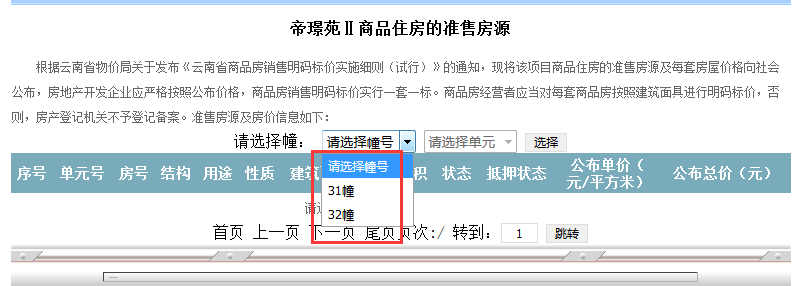 帝璟苑Ⅱ商品住房的准售房源
根据云南省物价局关于发布《云南省商品房销售明码标价实施细则（试行）》的通知，现将该项目商品住房的准售房源及每套房屋价格向社会
公布，房地产开发企业应严格按照公布价格，商品房销售明码标价实行一套一标。商品房经营者应当对每套商品房按照建筑面具进行明码标价，否
则，房产登记机关不予登记备案。准售房源及房价信息如下：
请选择幢： 请选择幢号 请选择单元 选择
序号 单元号 房号 结构 用途 性质 建筑 积 状态 抵押状态 公布单价（元/平方米） 公布总价（元）
请选择幢号
31幢
32幢
请
首页 上一页 下一页 尾页页次:/ 转到： 1 跳转